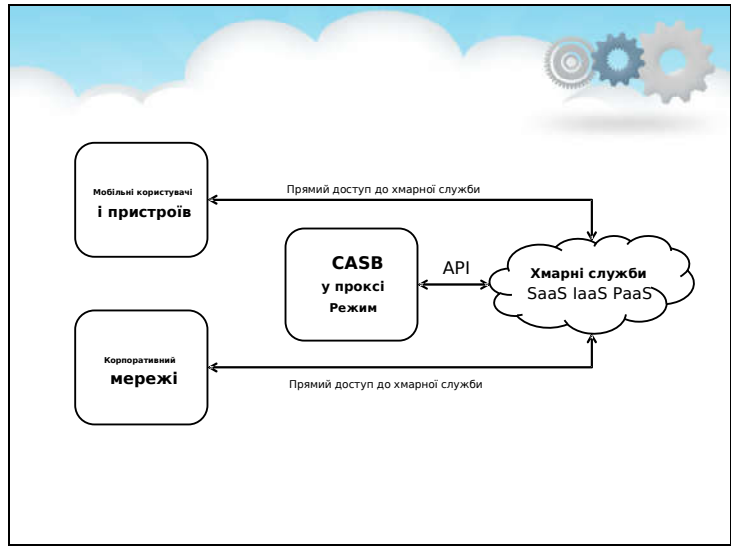 Мобільні користувачі
і пристроїв
Прямий доступ до хмарної служби
CASB
у проксі
Режим
API
Хмарні служби
SaaS IaaS PaaS
Корпоративний
мережі
Прямий доступ до хмарної служби